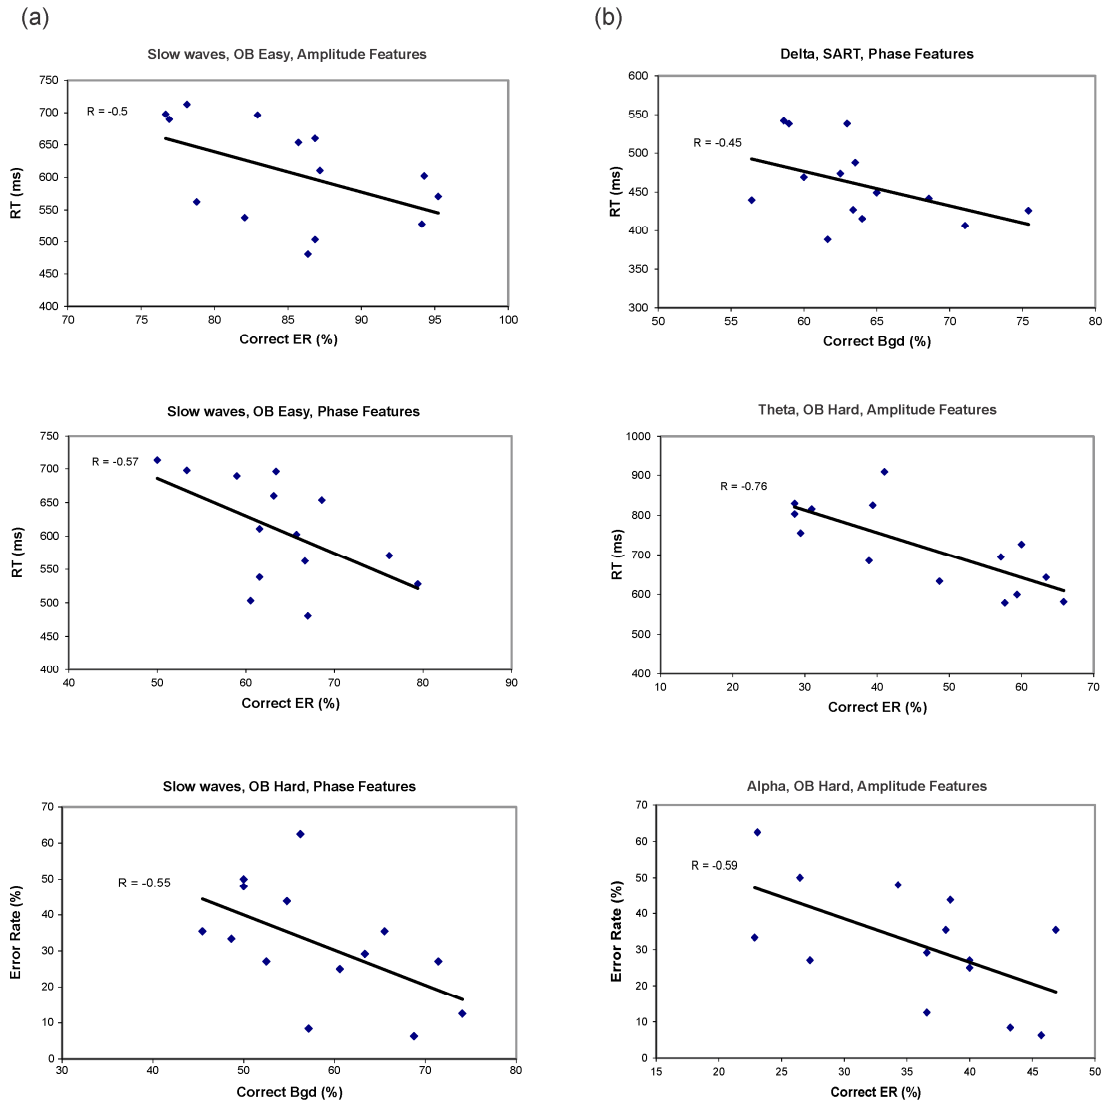 (a)
(b)
Slow waves, OB Easy, Amplitude Features
750
700
650
600
550
500
450
400
R = -0.5
RT (ms)
70 75 80 85 90 95 100
Correct ER (%)
Delta, SART, Phase Features
600
550
500
450
400
350
300
R = -0.45
RT (ms)
50 55 60 65 70 75 80
Correct Bgd (%)
Slow waves, OB Easy, Phase Features
750
700
650
600
550
500
450
400
R = -0.57
RT (ms)
40 50 60 70 80 90
Correct ER (%)
Theta, OB Hard, Amplitude Features
1000
900
800
700
600
500
400
R = -0.76
RT (ms)
10 20 30 40 50 60 70
Correct ER (%)
Slow waves, OB Hard, Phase Features
70
60
50
40
30
20
10
0
R = -0.55
Error Rate (%)
30 40 50 60 70 80
Correct Bgd (%)
Alpha, OB Hard, Amplitude Features
70
60
50
40
30
20
10
0
R = -0.59
Error Rate (%)
15 20 25 30 35 40 45 50
Correct ER (%)